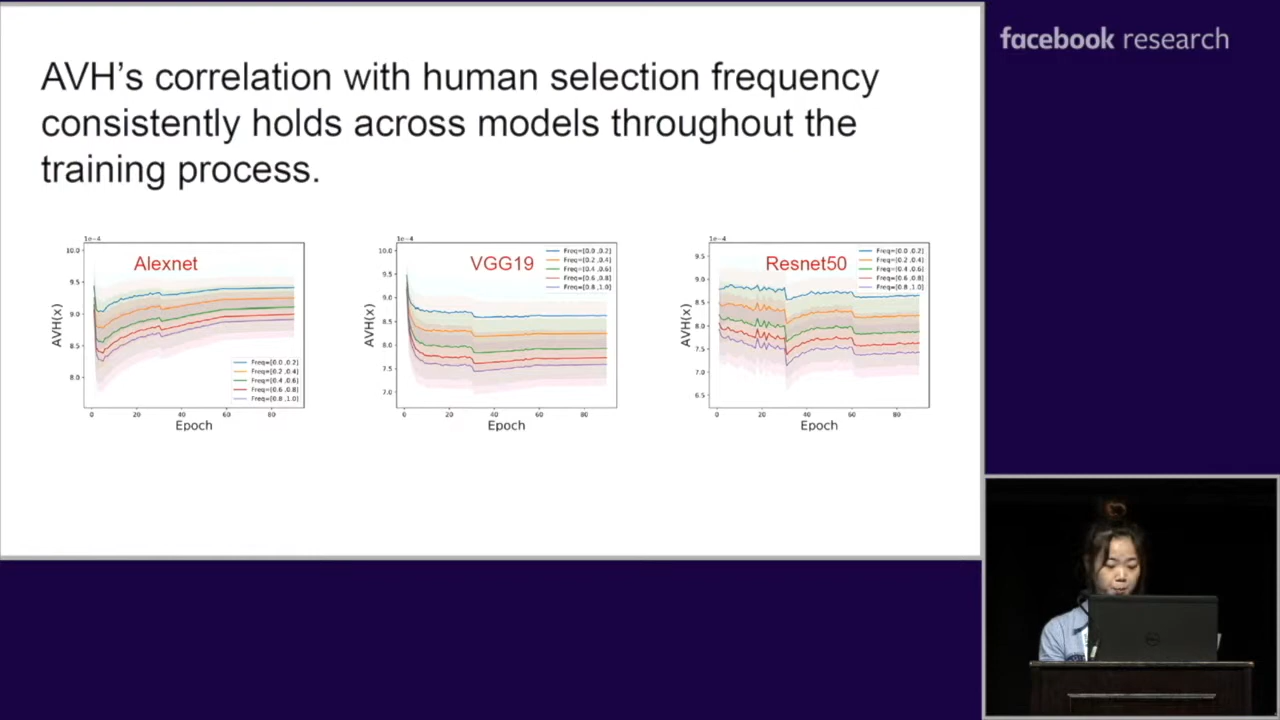 facebook research
AVH's correlation with human selection frequency
consistently holds across models throughout the
training process.
1e−4
Alexnet
10.0
9.5
9.0
8.5
8.0
AVH(x)
Freq=[0.0 ,0.2]
Freq=[0.2 ,0.4]
Freq=[0.4 ,0.6]
Freq=[0.6 ,0.8]
Freq=[0.8 ,1.0]
0 20 40 60 80
Epoch
1e−4
VGG19
10.0
9.5
9.0
8.5
8.0
7.5
7.0
AVH(x)
Freq=[0.0 ,0.2]
Freq=[0.2 ,0.4]
Freq=[0.4 ,0.6]
Freq=[0.6 ,0.8]
Freq=[0.8 ,1.0]
0 20 40 60 80
Epoch
1e−4
Resnet50
9.5
9.0
8.5
8.0
7.5
7.0
6.5
AVH(x)
Freq=[0.0 ,0.2]
Freq=[0.2 ,0.4]
Freq=[0.4 ,0.6]
Freq=[0.6 ,0.8]
Freq=[0.8 ,1.0]
0 20 40 60 80
Epoch